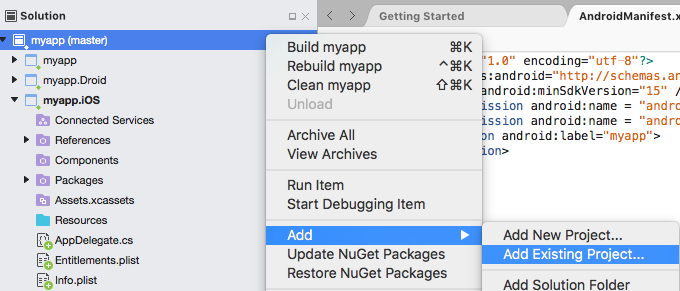 Solution
Getting Started
AndroidManifest.x
myapp (master)
myapp
myapp.Droid
myapp.iOS
Connected Services
References
Components
Packages
Assets.xcassets
Resources
AppDelegate.cs
Entitlements.plist
Info.plist
Build myapp ⌘K
Rebuild myapp ^⌘K
Clean myapp ⇧⌘K
Unload
Archive All
View Archives
Run Item
Start Debugging Item
Add
Update NuGet Packages
Restore NuGet Packages
Add New Project...
Add Existing Project...
Add Solution Folder
"1.0" encoding="utf-8"?>
s:android="http://schemas.an
android:minSdkVersion="15" /
ission android:name = "andro
ission android:name = "andro
on android:label="myapp">
ion>